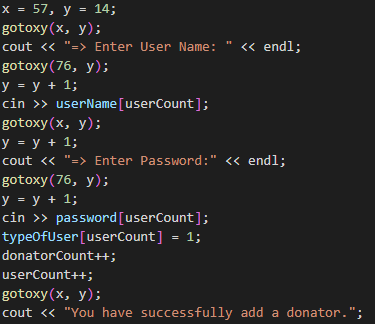 x = 57, y = 14;
gotoxy(x, y);
cout << "=> Enter User Name: " << endl;
gotoxy(76, y);
y = y + 1;
cin >> userName[userCount];
gotoxy(x, y);
y = y + 1;
cout << "=> Enter Password:" << endl;
gotoxy(76, y);
y = y + 1;
cin >> password[userCount];
typeOfUser[userCount] = 1;
donatorCount++;
userCount++;
gotoxy(x, y);
cout << "You have successfully add a donator.";